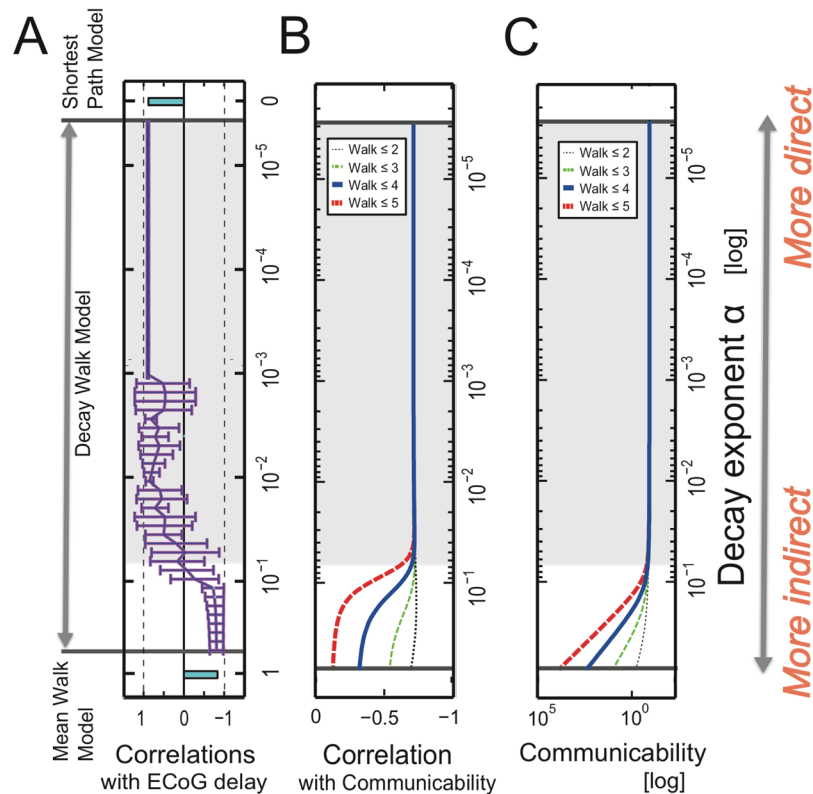 A
B
C
Shortest
Path Model
Decay Walk Model
Mean Walk
Model
0
10⁻⁵
10⁻⁴
10⁻³
10⁻²
10⁻¹
1
1 0 −1
Correlations
with ECoG delay
Walk ≤ 2
Walk ≤ 3
Walk ≤ 4
Walk ≤ 5
10⁻⁵
10⁻⁴
10⁻³
10⁻²
10⁻¹
0 −0.5 −1
Correlation
with Communicability
Walk ≤ 2
Walk ≤ 3
Walk ≤ 4
Walk ≤ 5
10⁻⁵
10⁻⁴
10⁻³
10⁻²
10⁻¹
10⁵ 10⁰
Communicability
[log]
Decay exponent α [log]
More direct
More indirect